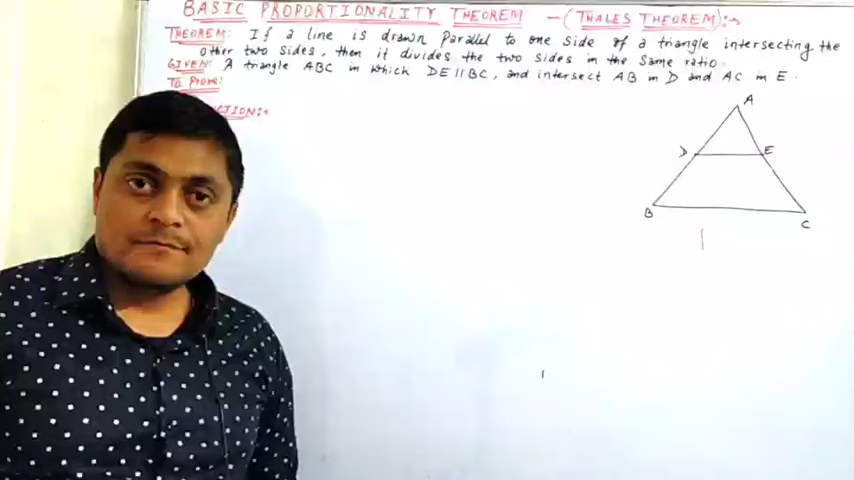 BASIC PROPORTIONALITY THEOREM - (THALES THEOREM):→
THEOREM: If a line is drawn parallel to one side of a triangle intersecting the
other two sides, then it divides the two sides in the same ratio.
GIVEN: A triangle ABC in which DE || BC, and intersect AB in D and AC in E.
TO PROVE:
CTION:-
A
D E
B C